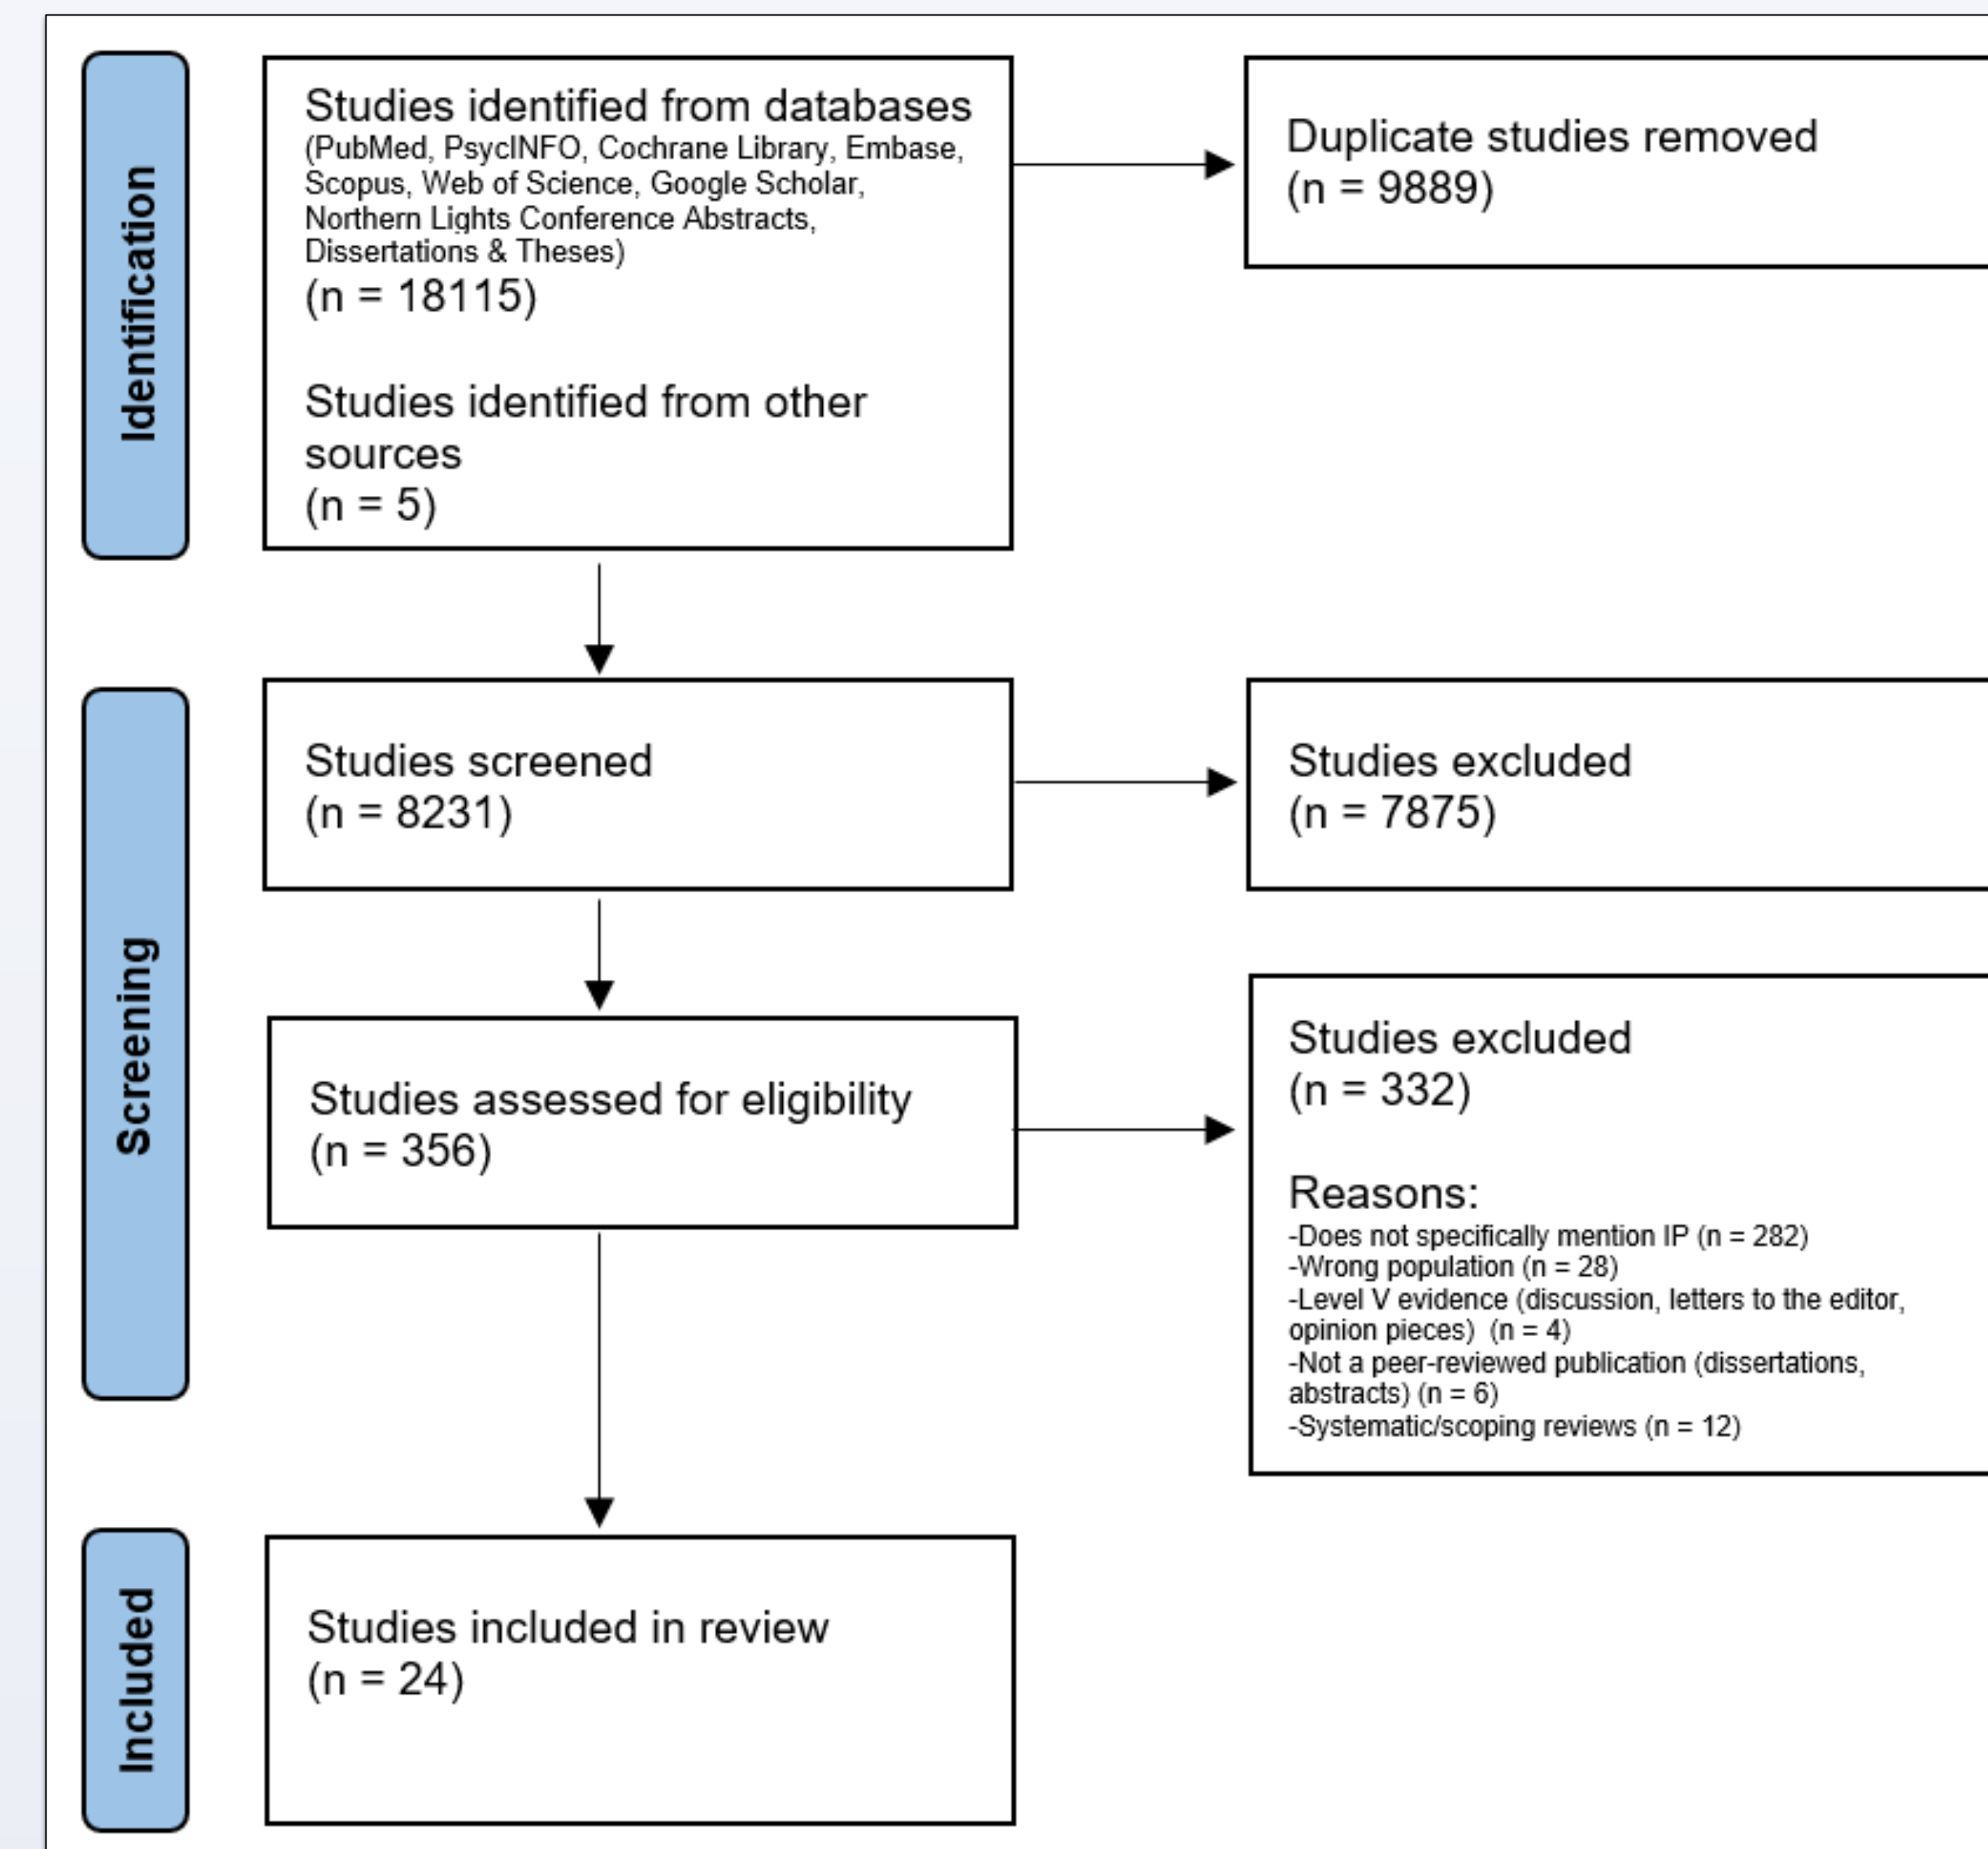 Identification
Studies identified from databases
(PubMed, PsycINFO, Cochrane Library, Embase,
Scopus, Web of Science, Google Scholar,
Northern Lights Conference Abstracts,
Dissertations & Theses)
(n = 18115)
Studies identified from other
sources
(n = 5)
Duplicate studies removed
(n = 9889)
Screening
Studies screened
(n = 8231)
Studies excluded
(n = 7875)
Studies assessed for eligibility
(n = 356)
Studies excluded
(n = 332)
Reasons:
-Does not specifically mention IP (n = 282)
-Wrong population (n = 28)
-Level V evidence (discussion, letters to the editor,
opinion pieces)  (n = 4)
-Not a peer-reviewed publication (dissertations,
abstracts) (n = 6)
-Systematic/scoping reviews (n = 12)
Included
Studies included in review
(n = 24)